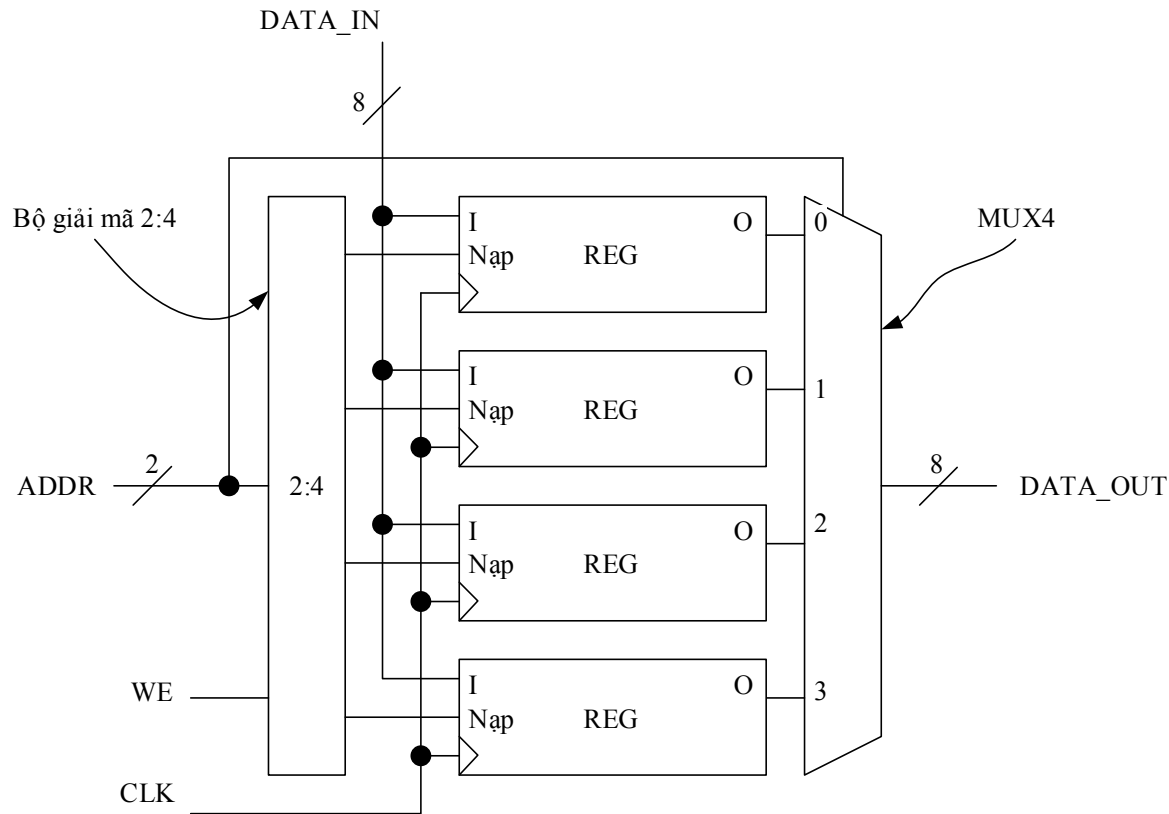 DATA_IN
8
Bộ giải mã 2:4
MUX4
I
O
Nạp
REG
0
I
O
Nạp
REG
1
ADDR
2
2:4
8
DATA_OUT
I
O
Nạp
REG
2
WE
I
O
Nạp
REG
3
CLK